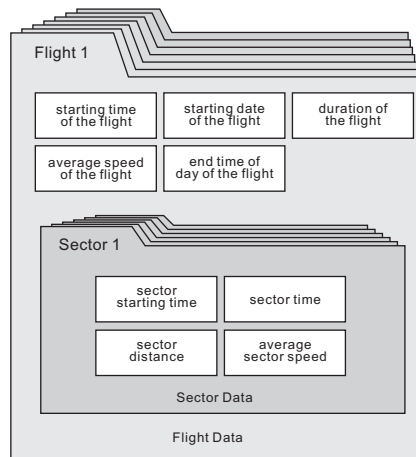 Flight 1
starting time
of the flight
starting date
of the flight
duration of
the flight
average speed
of the flight
end time of
day of the flight
Sector 1
sector
starting time
sector time
sector
distance
average
sector speed
Sector Data
Flight Data